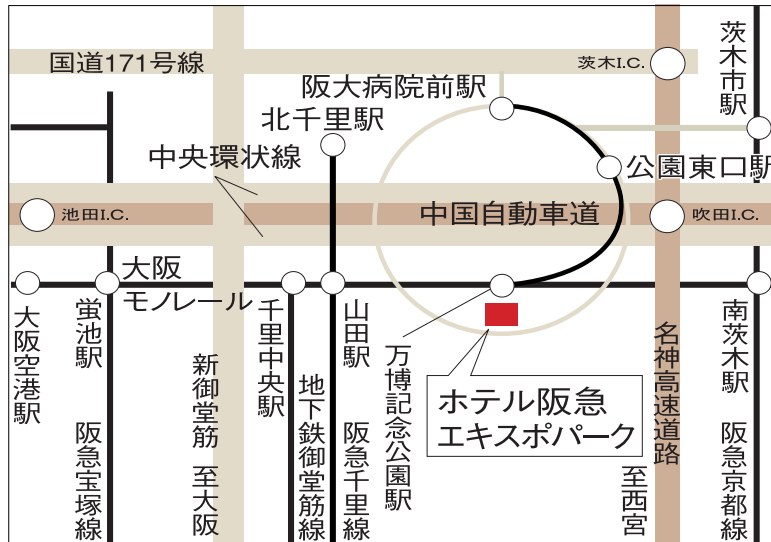 国道171号線
茨木I.C.
茨木市駅
阪大病院前駅
北千里駅
中央環状線
公園東口駅
池田I.C.
中国自動車道
吹田I.C.
大阪
モノレール
大阪空港駅
蛍池駅
阪急宝塚線
新御堂筋
至大阪
千里中央駅
地下鉄御堂筋線
山田駅
阪急千里線
万博記念公園駅
ホテル阪急
エキスポパーク
名神高速道路
至西宮
南茨木駅
阪急京都線